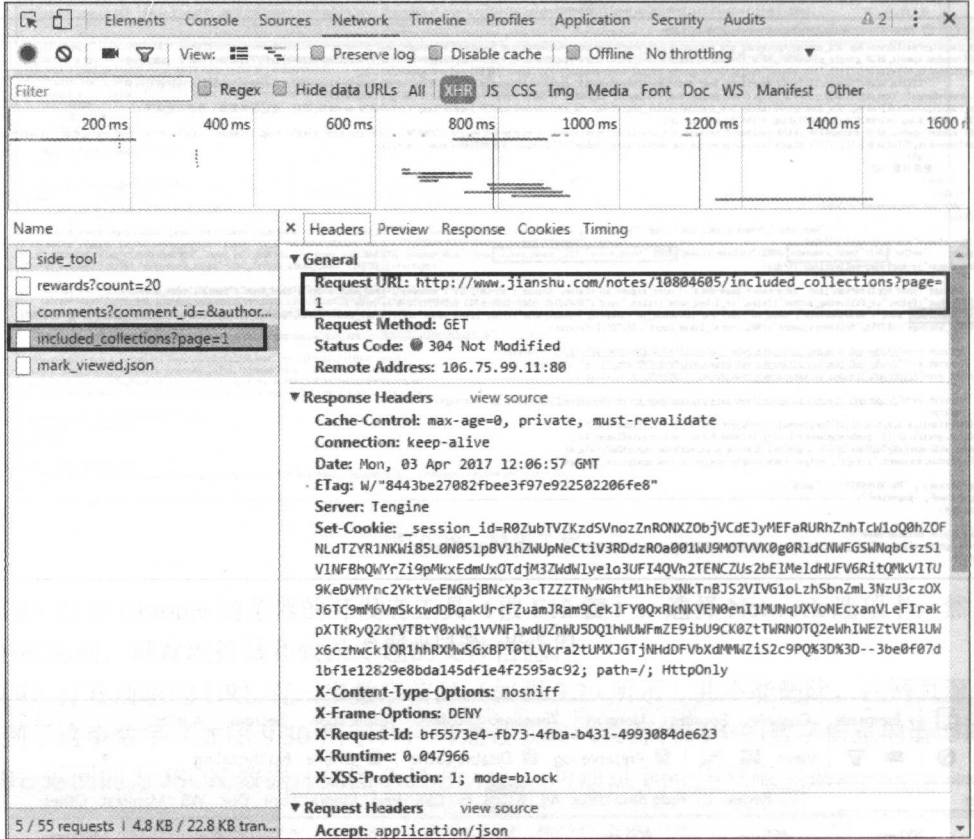 Elements Console Sources Network Timeline Profiles Application Security Audits 2
View: Preserve log Disable cache Offline No throttling
Filter Regex Hide data URLs All XHR JS CSS Img Media Font Doc WS Manifest Other
200 ms 400 ms 600 ms 800 ms 1000 ms 1200 ms 1400 ms 1600 r
Name
× Headers Preview Response Cookies Timing
side_tool
rewards?count=20
comments?comment_id=&author...
included_collections?page=1
mark_viewed.json
▼ General
Request URL: http://www.jianshu.com/notes/10804605/included_collections?page=
1
Request Method: GET
Status Code: 304 Not Modified
Remote Address: 106.75.99.11:80
▼ Response Headers view source
Cache-Control: max-age=0, private, must-revalidate
Connection: keep-alive
Date: Mon, 03 Apr 2017 12:06:57 GMT
ETag: W/"8443be27082fbee3f97e922502206fe8"
Server: Tengine
Set-Cookie:
X-Content-Type-Options: nosniff
X-Frame-Options: DENY
X-Request-Id: bf5573e4-fb73-4fba-b431-4993084de623
X-Runtime: 0.047966
X-XSS-Protection: 1; mode=block
▼ Request Headers view source
Accept: application/json
5 / 55 requests | 4.8 KB / 22.8 KB tran...